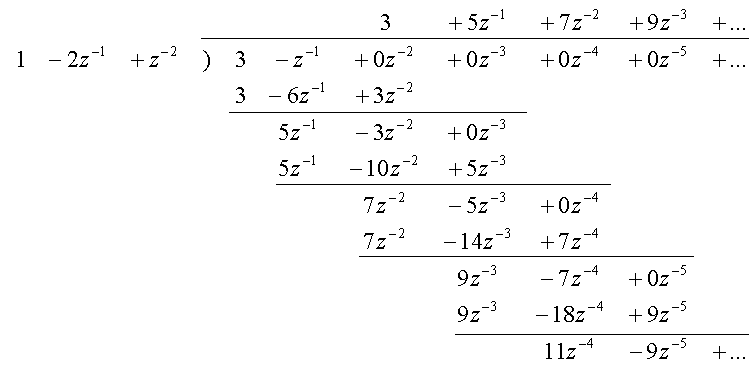 3 +5z⁻¹ +7z⁻² +9z⁻³ +...
1 −2z⁻¹ +z⁻² ) 3 −z⁻¹ +0z⁻² +0z⁻³ +0z⁻⁴ +0z⁻⁵ +...
3 −6z⁻¹ +3z⁻²
5z⁻¹ −3z⁻² +0z⁻³
5z⁻¹ −10z⁻² +5z⁻³
7z⁻² −5z⁻³ +0z⁻⁴
7z⁻² −14z⁻³ +7z⁻⁴
9z⁻³ −7z⁻⁴ +0z⁻⁵
9z⁻³ −18z⁻⁴ +9z⁻⁵
11z⁻⁴ −9z⁻⁵ +...